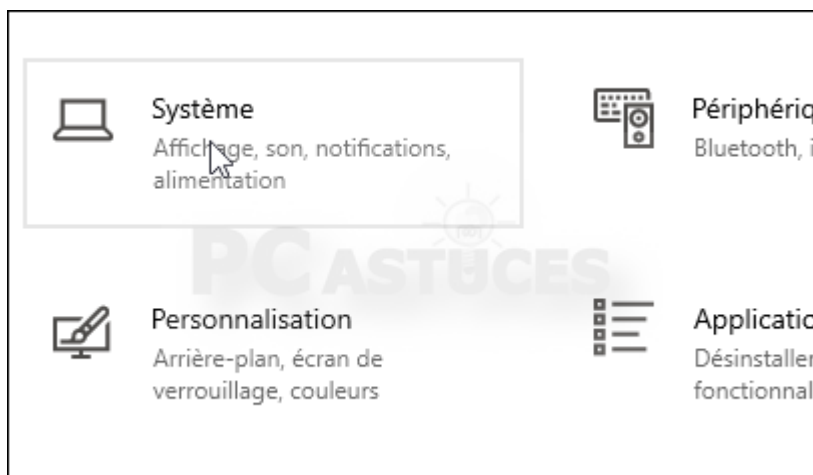 Système
Affichage, son, notifications,
alimentation
Périphériq
Bluetooth, i
PC ASTUCES
Personnalisation
Arrière-plan, écran de
verrouillage, couleurs
Applicatio
Désinstaller
fonctionnal